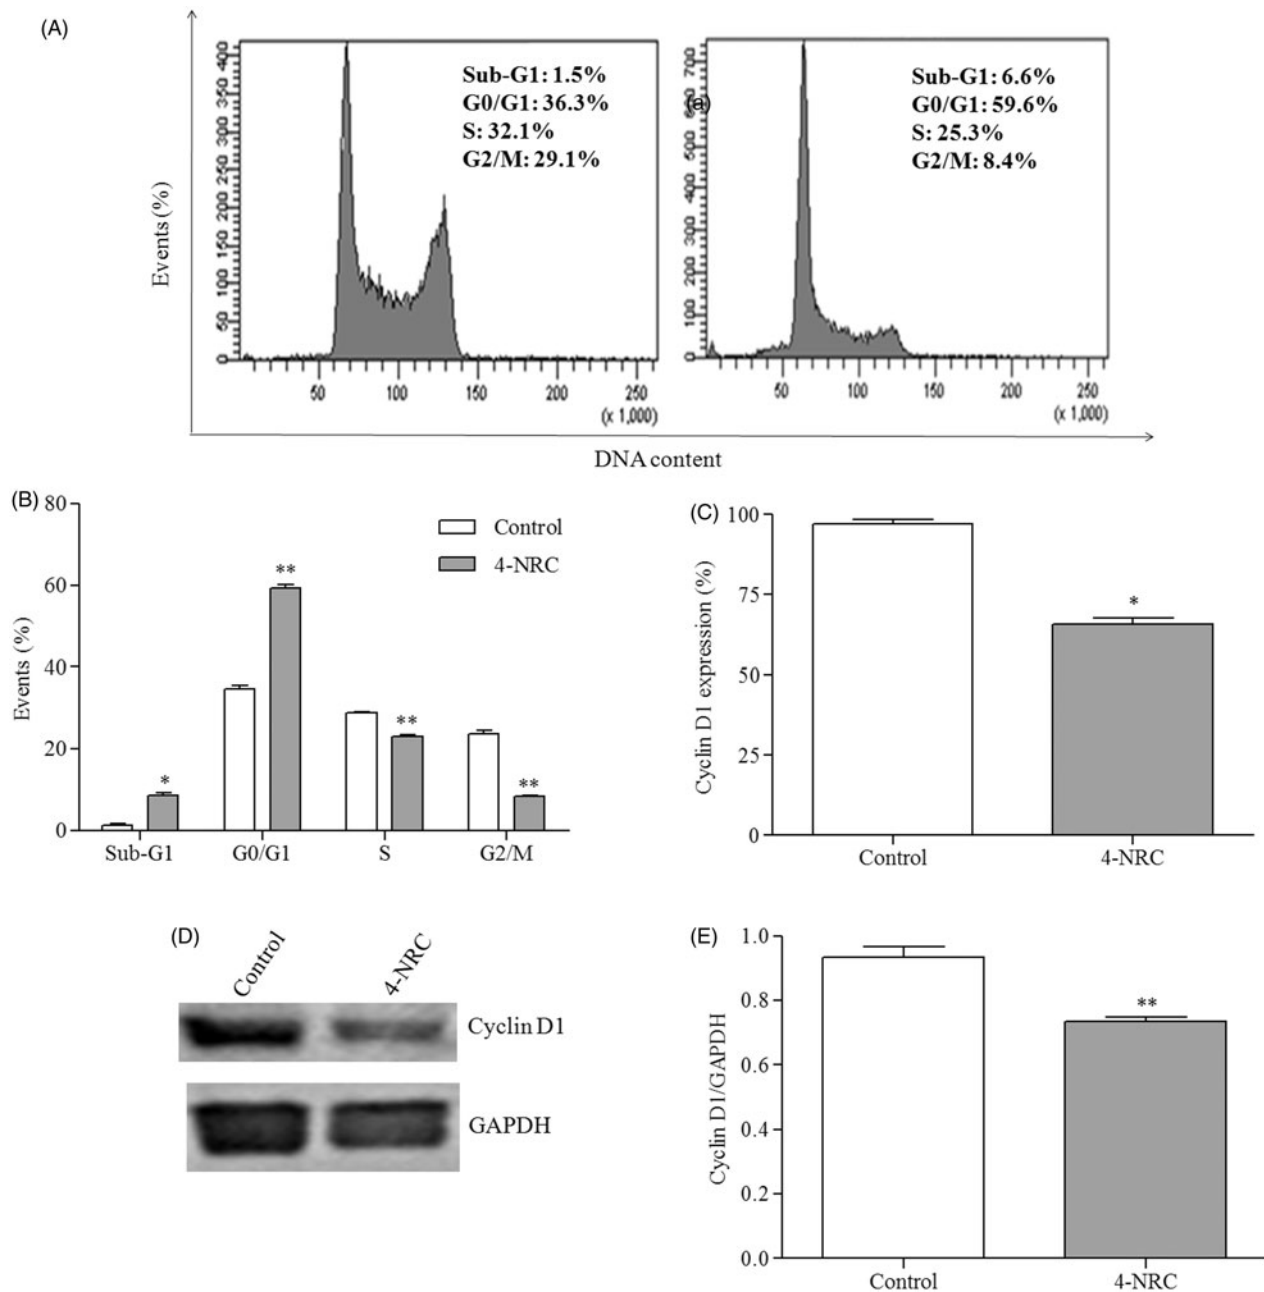 (A)
Sub-G1: 1.5%
G0/G1: 36.3%
S: 32.1%
G2/M: 29.1%
Sub-G1: 6.6%
(a)
G0/G1: 59.6%
S: 25.3%
G2/M: 8.4%
Events (%)
0 50 100 150 200 250 300 350 400
50 100 150 200 250
(x 1,000)
0 100 200 300 400 500 700
50 100 150 200 250
(x 1,000)
DNA content
(B)
Events (%)
80
60
40
20
0
Control
4-NRC
*
**
**
**
Sub-G1 G0/G1 S G2/M
(C)
Cyclin D1 expression (%)
100
75
50
25
0
*
Control 4-NRC
(D)
Control 4-NRC
Cyclin D1
GAPDH
(E)
Cyclin D1/GAPDH
1.0
0.8
0.6
0.4
0.2
0.0
**
Control 4-NRC